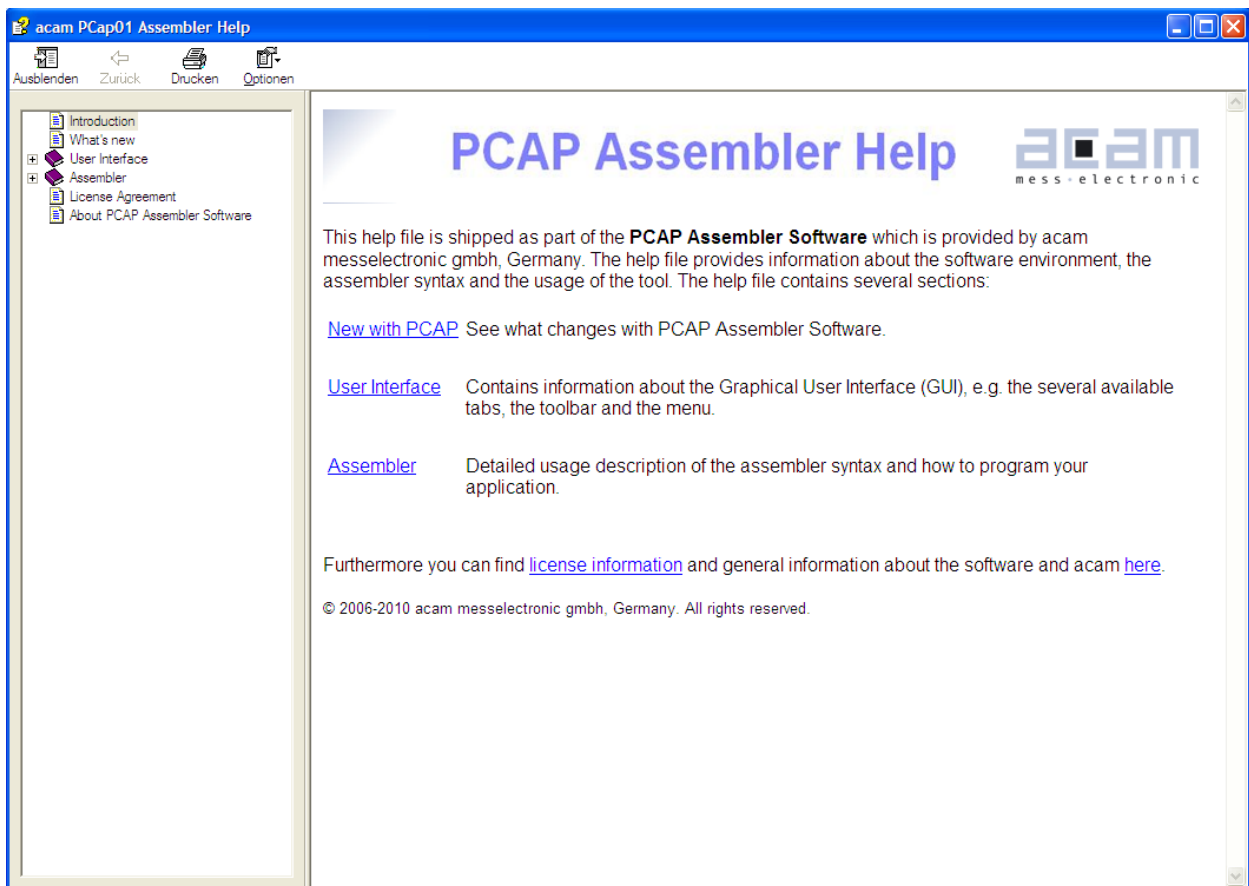 acam PCap01 Assembler Help
Ausblenden Zurück Drucken Optionen
Introduction
What's new
User Interface
Assembler
License Agreement
About PCAP Assembler Software
PCAP Assembler Help
acam
mess-electronic
This help file is shipped as part of the PCAP Assembler Software which is provided by acam
messelectronic gmbh, Germany. The help file provides information about the software environment, the
assembler syntax and the usage of the tool. The help file contains several sections:
New with PCAP See what changes with PCAP Assembler Software.
User Interface Contains information about the Graphical User Interface (GUI), e.g. the several available
tabs, the toolbar and the menu.
Assembler Detailed usage description of the assembler syntax and how to program your
application.
Furthermore you can find license information and general information about the software and acam here.
© 2006-2010 acam messelectronic gmbh, Germany. All rights reserved.